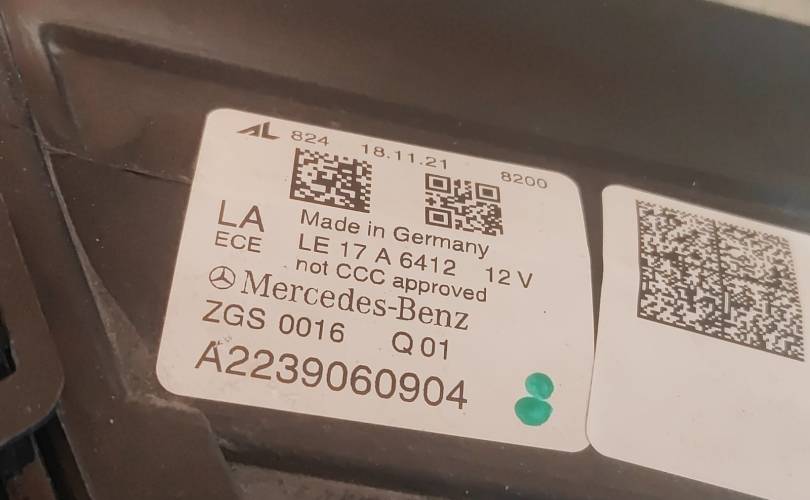 AL 824 18.11.21 8200
Made in Germany
LA LE 17 A 6412 12 V
ECE not CCC approved
Mercedes-Benz
ZGS 0016 Q 01
A2239060904